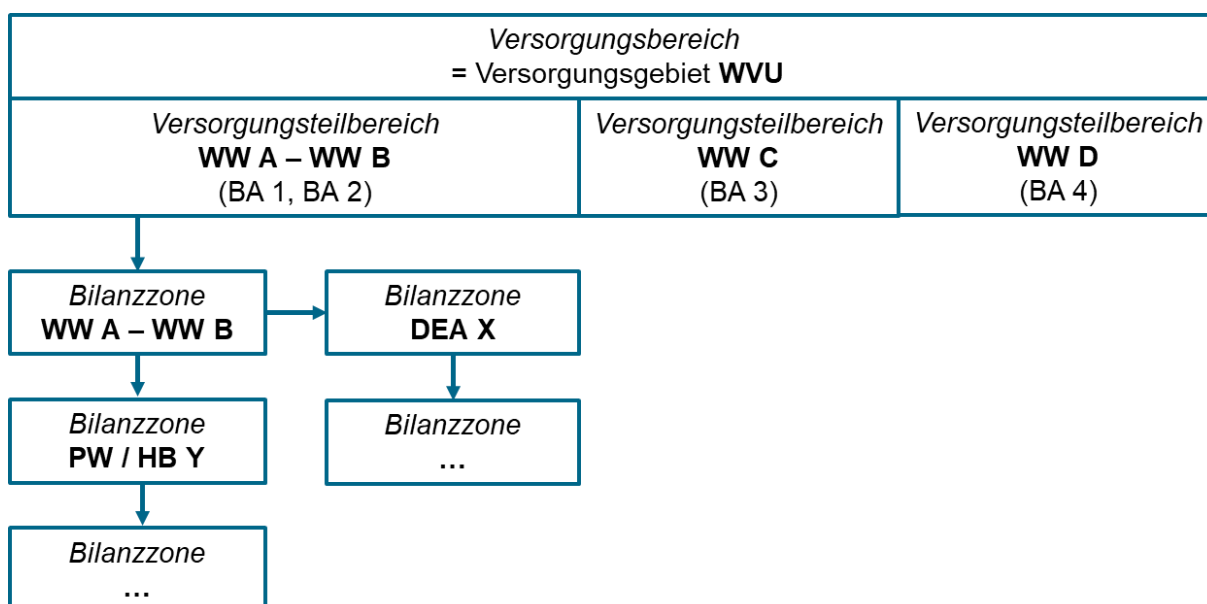 Versorgungsbereich
= Versorgungsgebiet WVU
Versorgungsteilbereich
WW A – WW B
(BA 1, BA 2)
Versorgungsteilbereich
WW C
(BA 3)
Versorgungsteilbereich
WW D
(BA 4)
Bilanzzone
WW A – WW B
Bilanzzone
DEA X
Bilanzzone
PW / HB Y
Bilanzzone
...
Bilanzzone
...